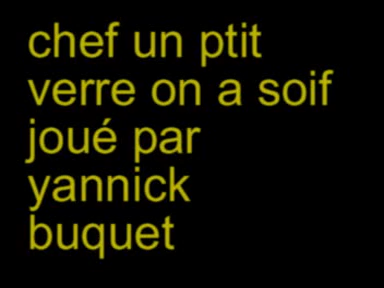 chef un ptit
verre on a soif
joué par
yannick
buquet